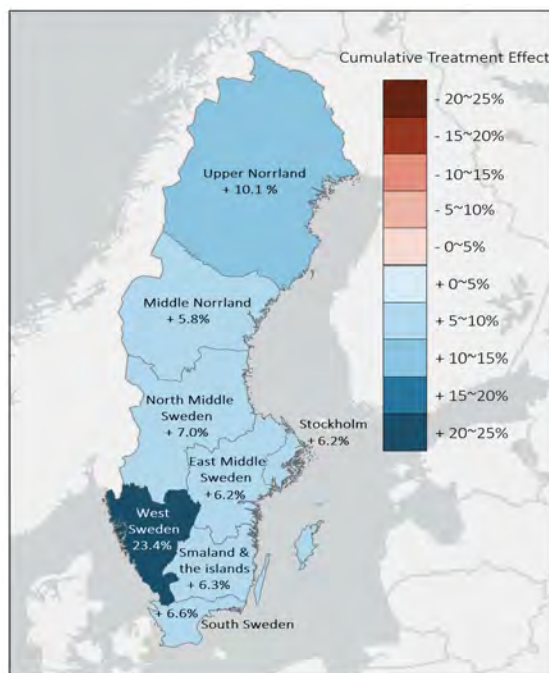 Cumulative Treatment Effect
- 20~25%
- 15~20%
- 10~15%
- 5~10%
- 0~5%
+ 0~5%
+ 5~10%
+ 10~15%
+ 15~20%
+ 20~25%
Upper Norrland
+ 10.1 %
Middle Norrland
+ 5.8%
North Middle
Sweden
+ 7.0%
Stockholm
+ 6.2%
East Middle
Sweden
+6.2%
West
Sweden
23.4%
Smaland &
the islands
+ 6.3%
+ 6.6%
South Sweden